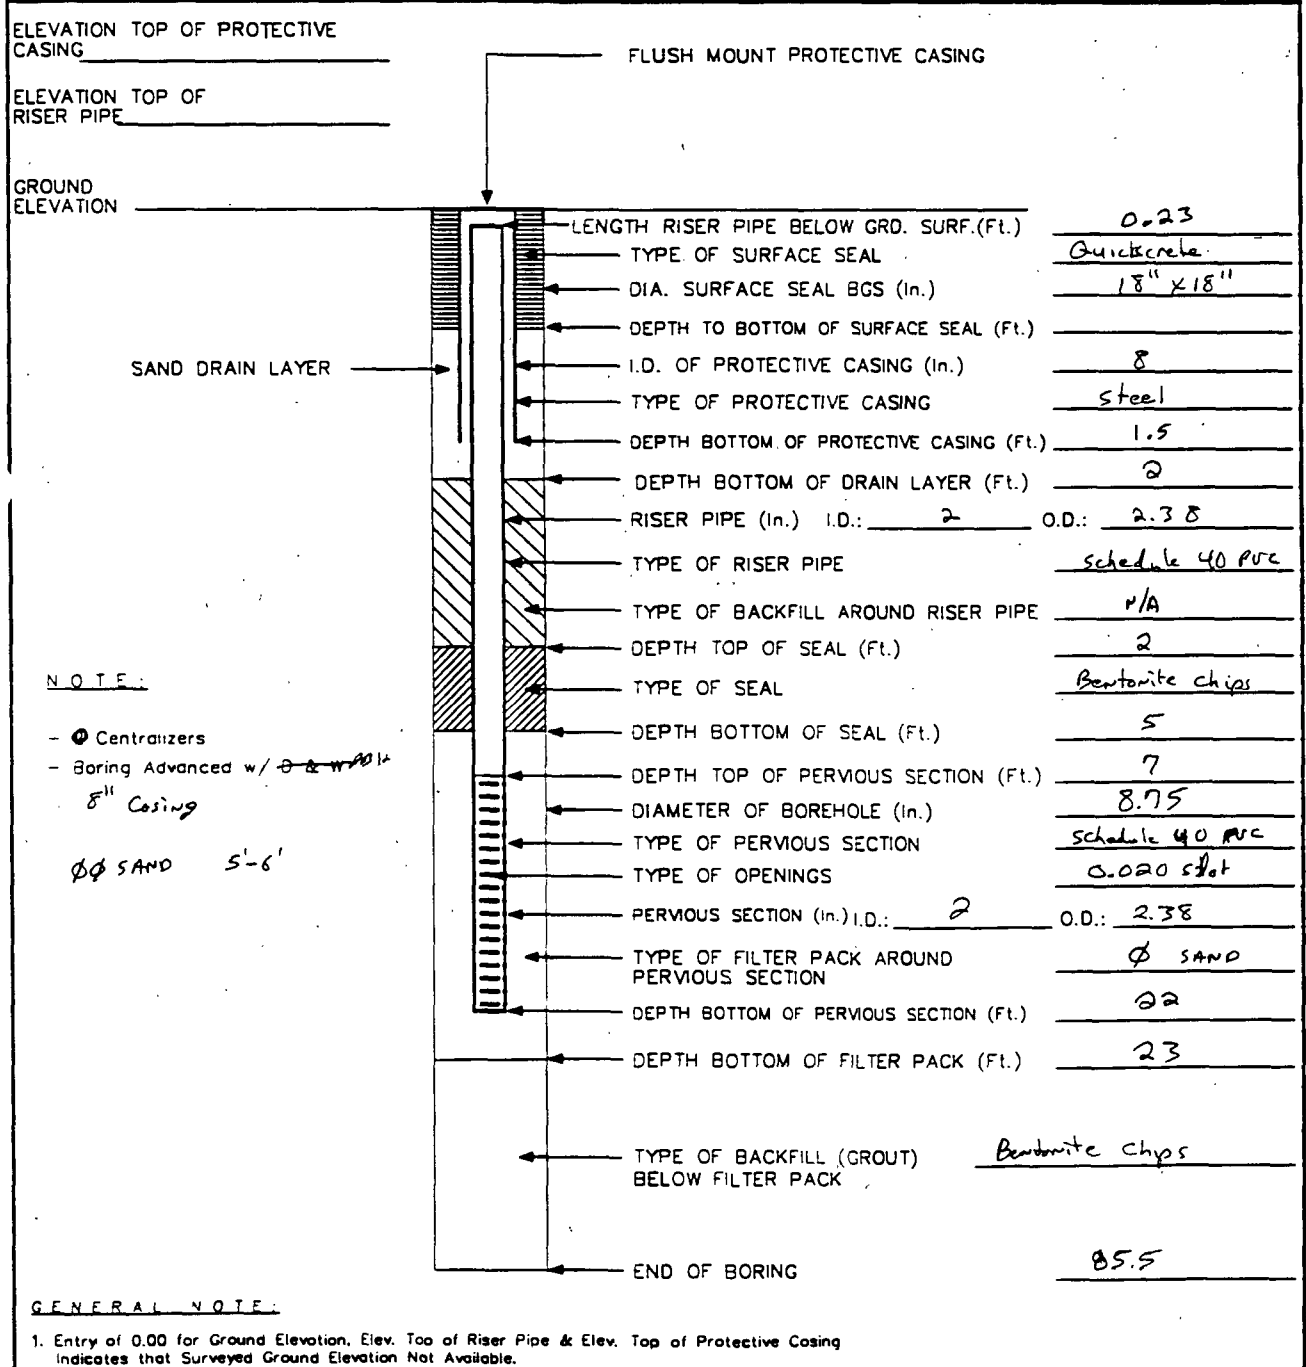 ELEVATION TOP OF PROTECTIVE
CASING
FLUSH MOUNT PROTECTIVE CASING
ELEVATION TOP OF
RISER PIPE
GROUND
ELEVATION
LENGTH RISER PIPE BELOW GRD. SURF.(Ft.) 0.23
TYPE OF SURFACE SEAL Quickcrete
DIA. SURFACE SEAL BGS (In.) 18" x 18"
DEPTH TO BOTTOM OF SURFACE SEAL (Ft.)
SAND DRAIN LAYER
I.D. OF PROTECTIVE CASING (In.) 8
TYPE OF PROTECTIVE CASING Steel
DEPTH BOTTOM OF PROTECTIVE CASING (Ft.) 1.5
DEPTH BOTTOM OF DRAIN LAYER (Ft.) 2
RISER PIPE (In.) I.D.: 2 O.D.: 2.38
TYPE OF RISER PIPE Schedule 40 PVC
TYPE OF BACKFILL AROUND RISER PIPE N/A
DEPTH TOP OF SEAL (Ft.) 2
TYPE OF SEAL Bentonite Chips
DEPTH BOTTOM OF SEAL (Ft.) 5
DEPTH TOP OF PERVIOUS SECTION (Ft.) 7
DIAMETER OF BOREHOLE (In.) 8.75
TYPE OF PERVIOUS SECTION Schedule 40 PVC
TYPE OF OPENINGS 0.020 slot
PERVIOUS SECTION (In.) I.D.: 2 O.D.: 2.38
TYPE OF FILTER PACK AROUND
PERVIOUS SECTION Ø SAND
DEPTH BOTTOM OF PERVIOUS SECTION (Ft.) 22
DEPTH BOTTOM OF FILTER PACK (Ft.) 23
TYPE OF BACKFILL (GROUT)
BELOW FILTER PACK Bentonite Chips
END OF BORING 85.5
NOTE:
- Centralizers
- Boring Advanced w/
8" Casing
ØØ SAND 5'-6'
GENERAL NOTE:
1. Entry of 0.00 for Ground Elevation, Elev. Top of Riser Pipe & Elev. Top of Protective Casing
Indicates that Surveyed Ground Elevation Not Available.